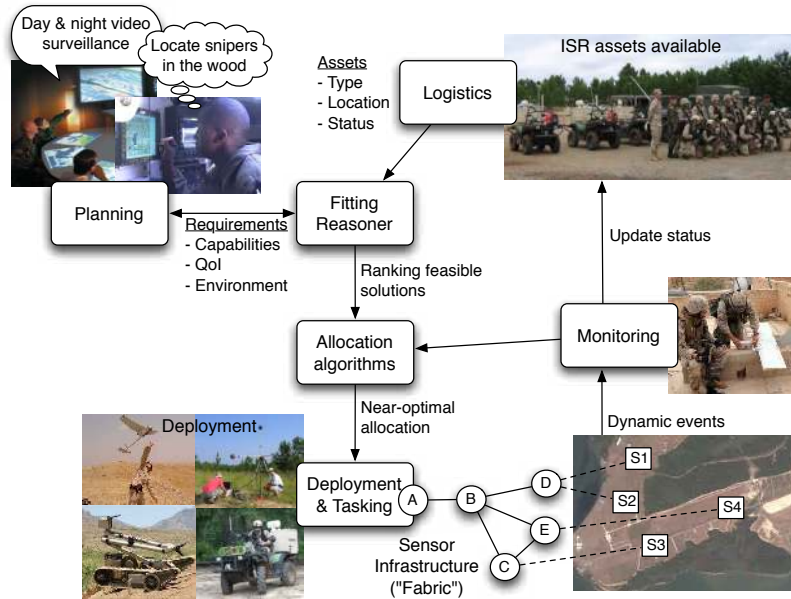 Day & night video
surveillance
Locate snipers
in the wood
Assets
- Type
- Location
- Status
Logistics
ISR assets available
Planning
Requirements
- Capabilities
- QoI
- Environment
Fitting
Reasoner
Ranking feasible
solutions
Update status
Allocation
algorithms
Monitoring
Near-optimal
allocation
Dynamic events
Deployment
Deployment
& Tasking
A
B
D
E
C
S1
S2
S4
S3
Sensor
Infrastructure
("Fabric")